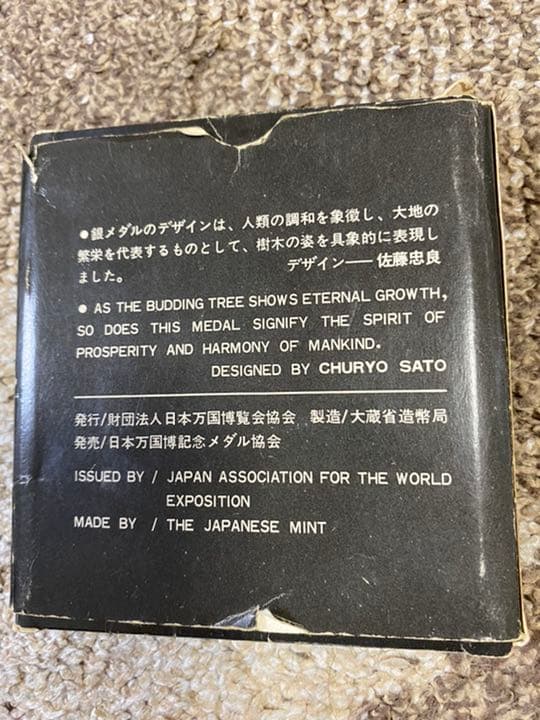 ●銀メダルのデザインは、人類の調和を象徴し、大地の
繁栄を代表するものとして、樹木の姿を具象的に表現し
ました。 デザイン──佐藤忠良
● AS THE BUDDING TREE SHOWS ETERNAL GROWTH,
SO DOES THIS MEDAL SIGNIFY THE SPIRIT OF
PROSPERITY AND HARMONY OF MANKIND.
DESIGNED BY CHURYO SATO
発行/財団法人日本万国博覧会協会 製造/大蔵省造幣局
発売/日本万国博記念メダル協会
ISSUED BY / JAPAN ASSOCIATION FOR THE WORLD
EXPOSITION
MADE BY / THE JAPANESE MINT